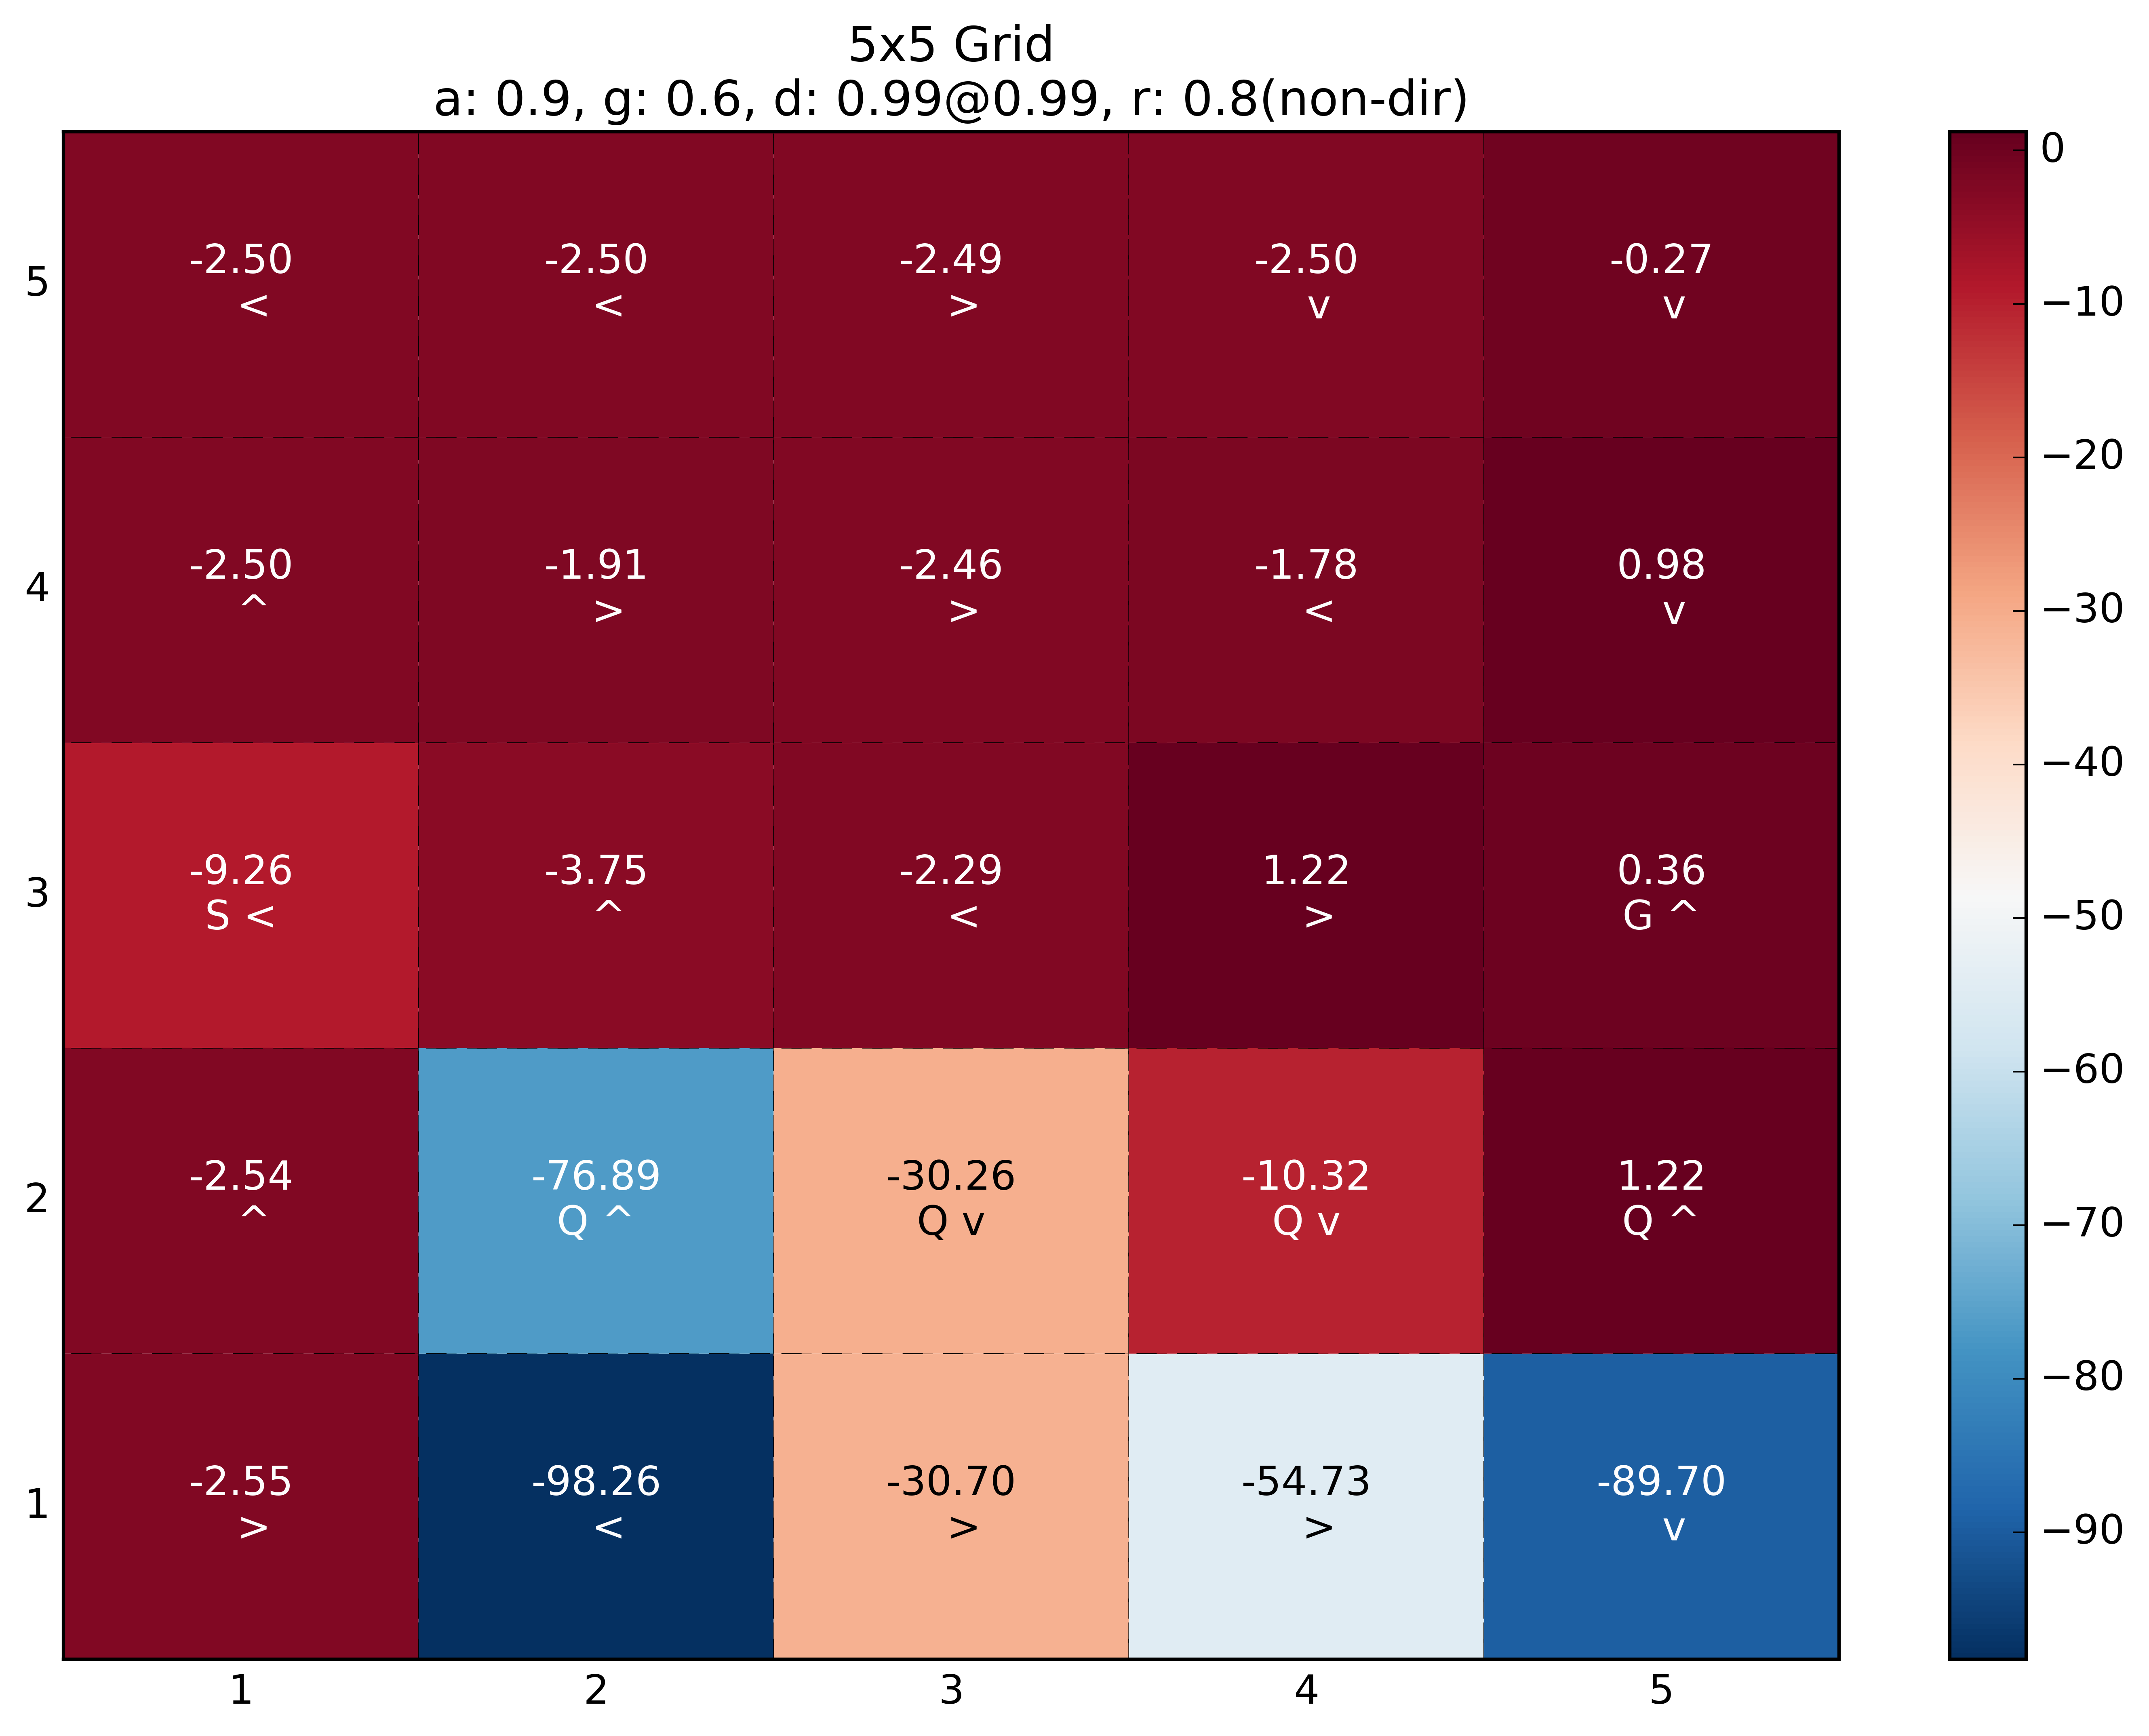 5x5 Grid
a: 0.9, g: 0.6, d: 0.99@0.99, r: 0.8(non-dir)
5 -2.50 -2.50 -2.49 -2.50 -0.27 0
< < > v v −10
−20
4 -2.50 -1.91 -2.46 -1.78 0.98
^ > > < v −30
−40
3 -9.26 -3.75 -2.29 1.22 0.36
S < ^ < > G ^ −50
−60
2 -2.54 -76.89 -30.26 -10.32 1.22
^ Q ^ Q v Q v Q ^ −70
−80
1 -2.55 -98.26 -30.70 -54.73 -89.70
> < > > v −90
1 2 3 4 5